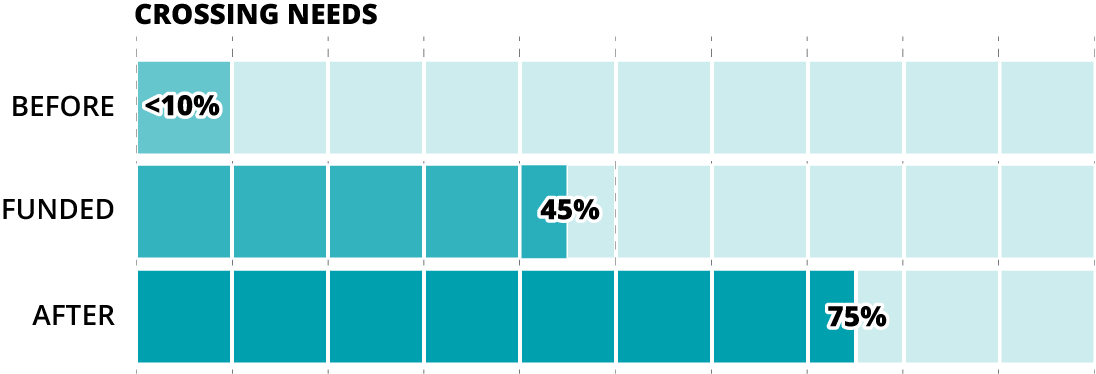 CROSSING NEEDS
BEFORE <10%
FUNDED 45%
AFTER 75%